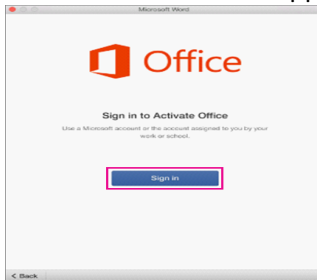 Microsoft Word
Office
Sign in to Activate Office
Use a Microsoft account or the account assigned to you by your
work or school.
Sign in
< Back